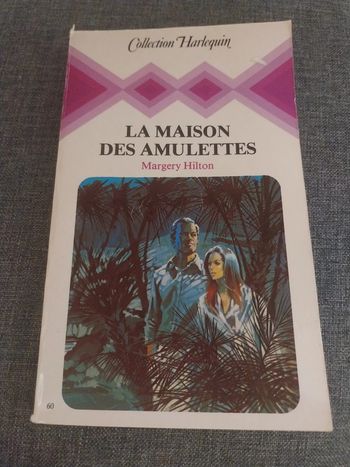 Collection Harlequin
LA MAISON
DES AMULETTES
Margery Hilton
60